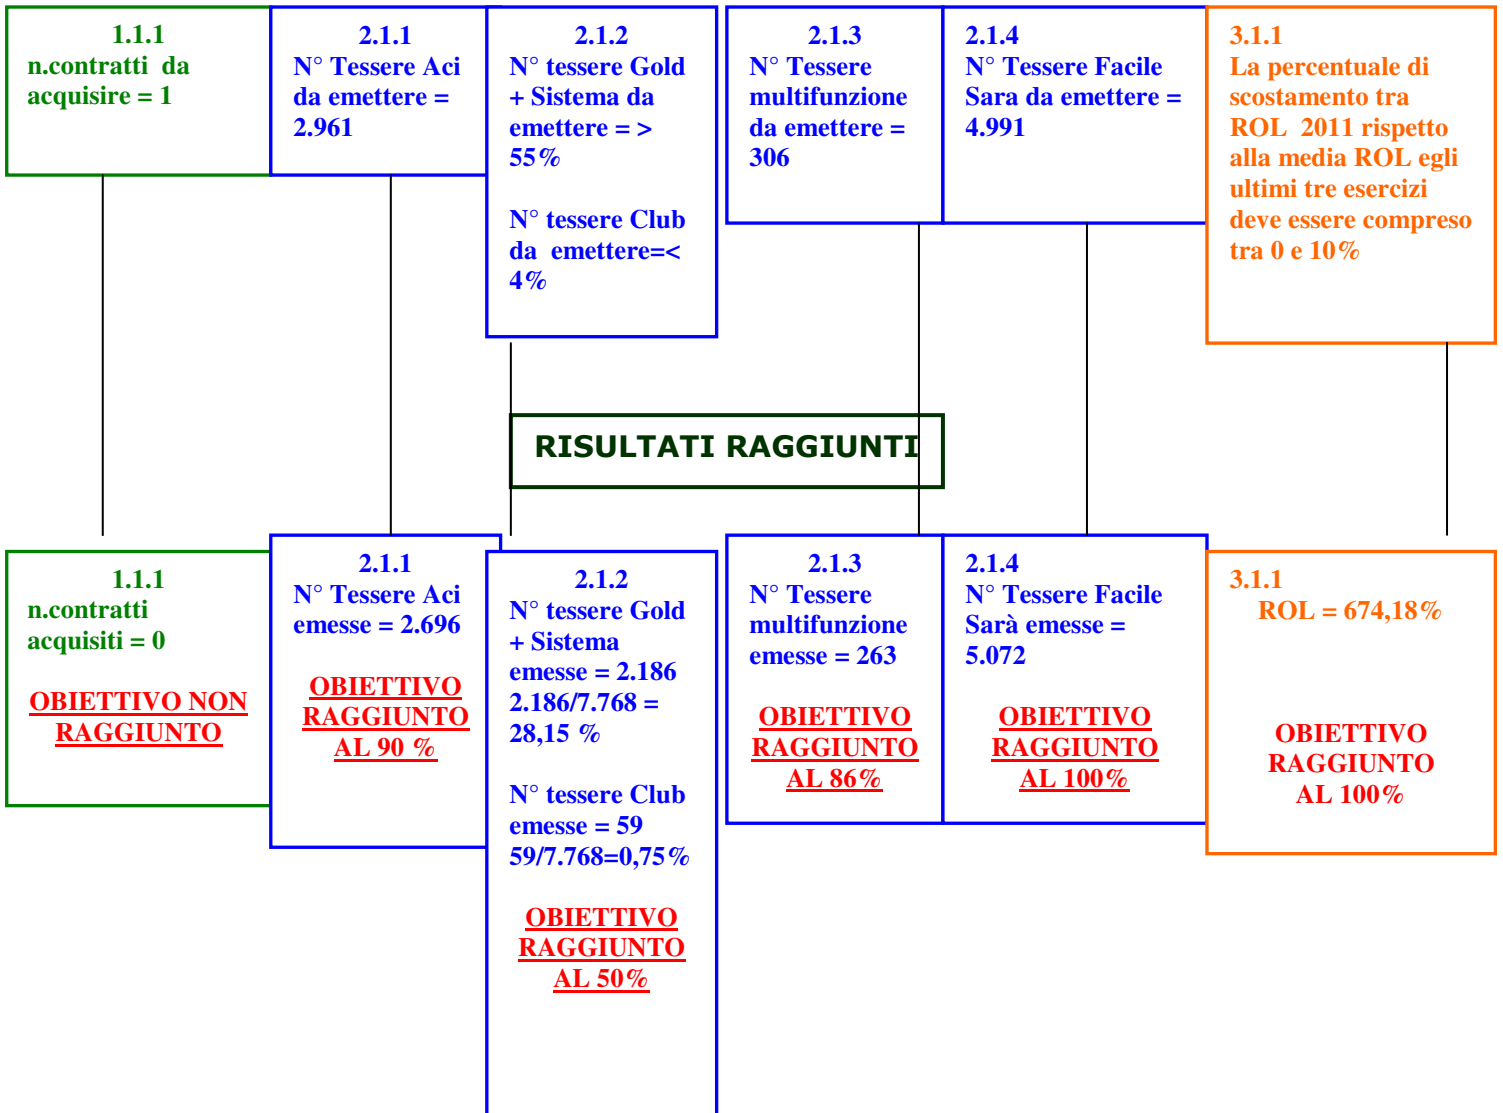 1.1.1
n.contratti da
acquisire = 1
2.1.1
N° Tessere Aci
da emettere =
2.961
2.1.2
N° tessere Gold
+ Sistema da
emettere = >
55%
N° tessere Club
da emettere=<
4%
2.1.3
N° Tessere
multifunzione
da emettere =
306
2.1.4
N° Tessere Facile
Sara da emettere =
4.991
3.1.1
La percentuale di
scostamento tra
ROL 2011 rispetto
alla media ROL egli
ultimi tre esercizi
deve essere compreso
tra 0 e 10%
RISULTATI RAGGIUNTI
1.1.1
n.contratti
acquisiti = 0
OBIETTIVO NON
RAGGIUNTO
2.1.1
N° Tessere Aci
emesse = 2.696
OBIETTIVO
RAGGIUNTO
AL 90 %
2.1.2
N° tessere Gold
+ Sistema
emesse = 2.186
2.186/7.768 =
28,15 %
N° tessere Club
emesse = 59
59/7.768=0,75%
OBIETTIVO
RAGGIUNTO
AL 50%
2.1.3
N° Tessere
multifunzione
emesse = 263
OBIETTIVO
RAGGIUNTO
AL 86%
2.1.4
N° Tessere Facile
Sarà emesse =
5.072
OBIETTIVO
RAGGIUNTO
AL 100%
3.1.1
ROL = 674,18%
OBIETTIVO
RAGGIUNTO
AL 100%